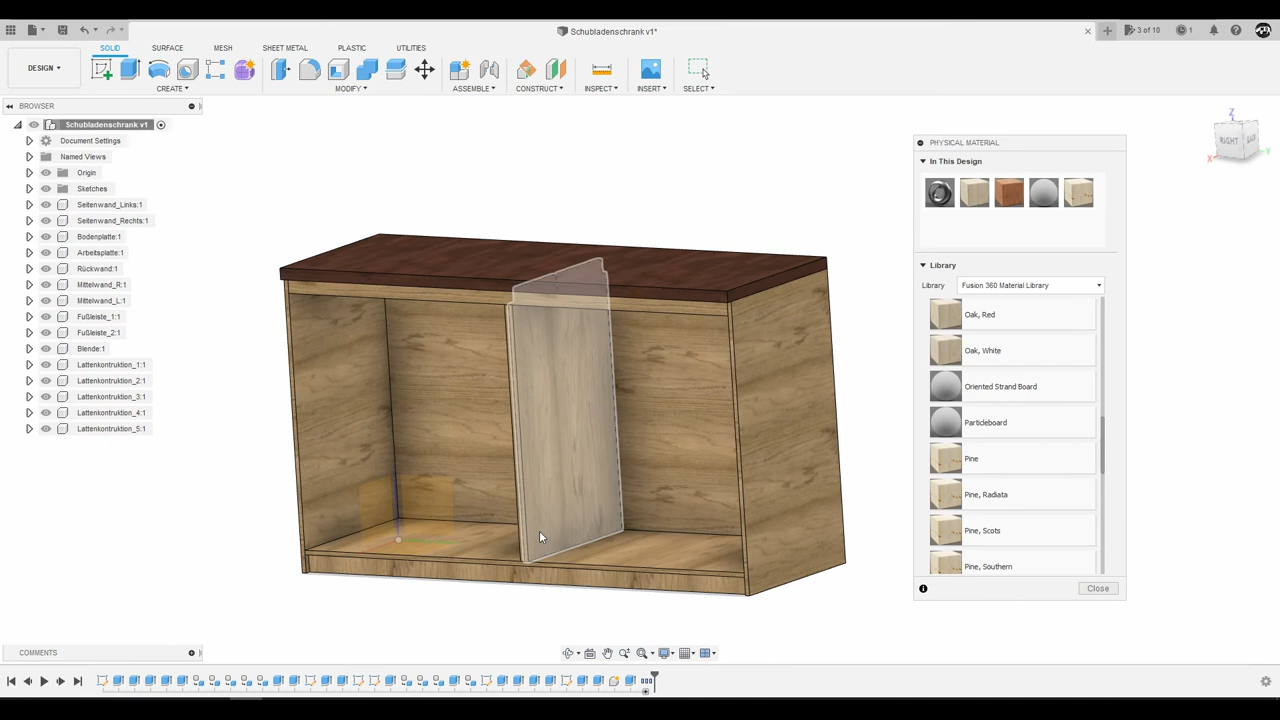 Schubladenschrank v1*
3 of 10
1
DESIGN
SOLID
SURFACE
MESH
SHEET METAL
PLASTIC
UTILITIES
CREATE
MODIFY
ASSEMBLE
CONSTRUCT
INSPECT
INSERT
SELECT
BROWSER
Schubladenschrank v1
Document Settings
Named Views
Origin
Sketches
Seitenwand_Links:1
Seitenwand_Rechts:1
Bodenplatte:1
Arbeitsplatte:1
Rückwand:1
Mittelwand_R:1
Mittelwand_L:1
Fußleiste_1:1
Fußleiste_2:1
Blende:1
Lattenkontruktion_1:1
Lattenkontruktion_2:1
Lattenkontruktion_3:1
Lattenkontruktion_4:1
Lattenkontruktion_5:1
Z
RIGHT
BACK
X
Y
PHYSICAL MATERIAL
In This Design
Library
Library
Fusion 360 Material Library
Oak, Red
Oak, White
Oriented Strand Board
Particleboard
Pine
Pine, Radiata
Pine, Scots
Pine, Southern
Close
COMMENTS